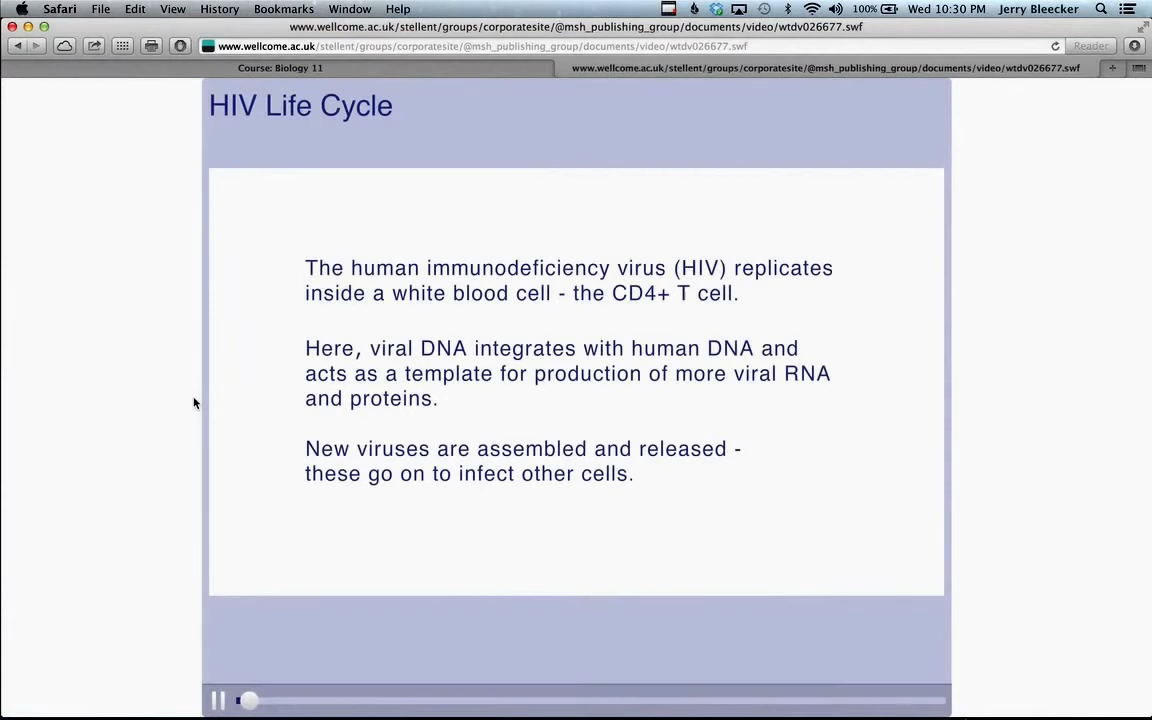 Safari File Edit View History Bookmarks Window Help 100% Wed 10:30 PM Jerry Bleecker
www.wellcome.ac.uk/stellent/groups/corporatesite/@msh_publishing_group/documents/video/wtdv026677.swf
www.wellcome.ac.uk/stellent/groups/corporatesite/@msh_publishing_group/documents/video/wtdv026677.swf Reader
Course: Biology 11 www.wellcome.ac.uk/stellent/groups/corporatesite/@msh_publishing_group/documents/video/wtdv026677.swf
HIV Life Cycle
The human immunodeficiency virus (HIV) replicates
inside a white blood cell - the CD4+ T cell.
Here, viral DNA integrates with human DNA and
acts as a template for production of more viral RNA
and proteins.
New viruses are assembled and released -
these go on to infect other cells.